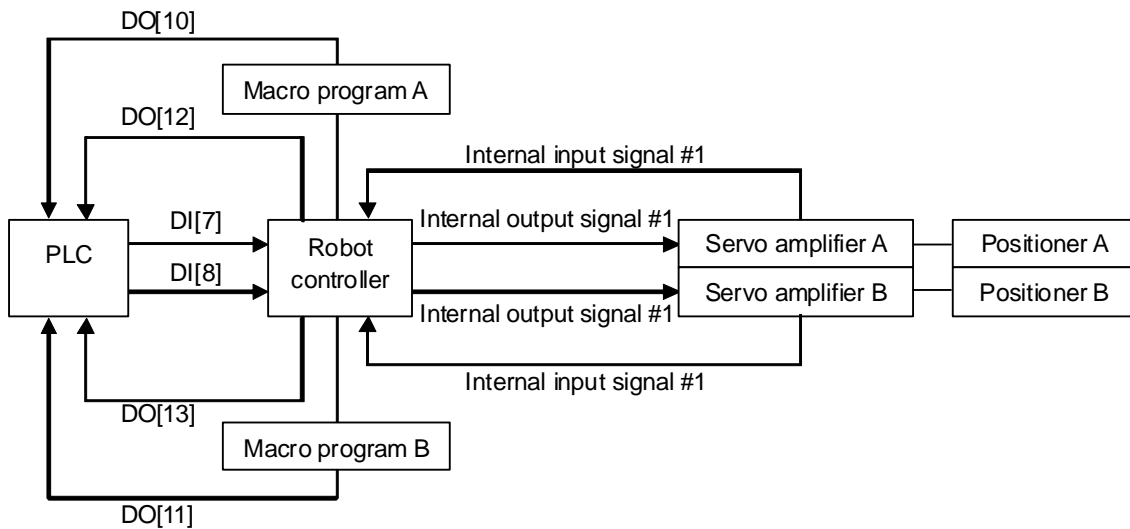 DO[10]
Macro program A
DO[12]
Internal input signal #1
DI[7]
Internal output signal #1
PLC
Robot
controller
Servo amplifier A
Positioner A
DI[8]
Servo amplifier B
Positioner B
Internal output signal #1
Internal input signal #1
DO[13]
Macro program B
DO[11]